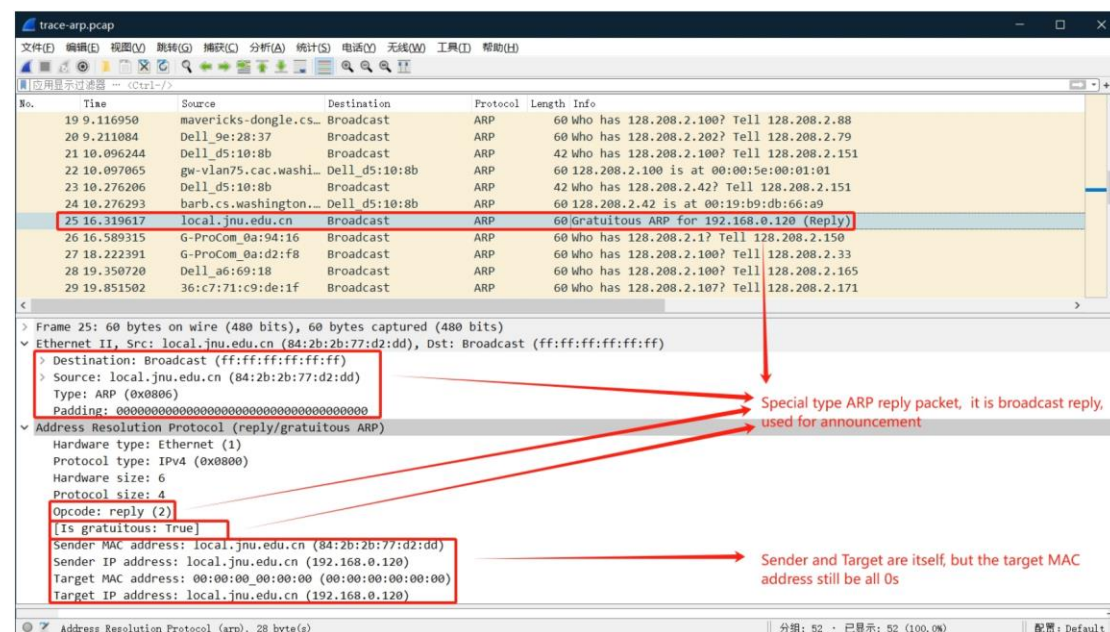 trace-arp.pcap
文件(F) 编辑(E) 视图(V) 跳转(G) 捕获(C) 分析(A) 统计(S) 电话(Y) 无线(W) 工具(T) 帮助(H)
应用显示过滤器 … <Ctrl-/>
No. Time Source Destination Protocol Length Info
19 9.116950 mavericks-dongle.cs… Broadcast ARP 60 Who has 128.208.2.100? Tell 128.208.2.88
20 9.211084 Dell_9e:28:37 Broadcast ARP 60 Who has 128.208.2.202? Tell 128.208.2.79
21 10.096244 Dell_d5:10:8b Broadcast ARP 42 Who has 128.208.2.100? Tell 128.208.2.151
22 10.097065 gw-vlan75.cac.washi… Dell_d5:10:8b ARP 60 128.208.2.100 is at 00:00:5e:00:01:01
23 10.276206 Dell_d5:10:8b Broadcast ARP 42 Who has 128.208.2.42? Tell 128.208.2.151
24 10.276293 barb.cs.washington.… Dell_d5:10:8b ARP 60 128.208.2.42 is at 00:19:b9:db:66:a9
25 16.319617 local.jnu.edu.cn Broadcast ARP 60 Gratuitous ARP for 192.168.0.120 (Reply)
26 16.589315 G-ProCom_0a:94:16 Broadcast ARP 60 Who has 128.208.2.1? Tell 128.208.2.150
27 18.222391 G-ProCom_0a:d2:f8 Broadcast ARP 60 Who has 128.208.2.100? Tell 128.208.2.33
28 19.350720 Dell_a6:69:18 Broadcast ARP 60 Who has 128.208.2.100? Tell 128.208.2.165
29 19.851502 36:c7:71:c9:de:1f Broadcast ARP 60 Who has 128.208.2.107? Tell 128.208.2.171
Frame 25: 60 bytes on wire (480 bits), 60 bytes captured (480 bits)
Ethernet II, Src: local.jnu.edu.cn (84:2b:2b:77:d2:dd), Dst: Broadcast (ff:ff:ff:ff:ff:ff)
Destination: Broadcast (ff:ff:ff:ff:ff:ff)
Source: local.jnu.edu.cn (84:2b:2b:77:d2:dd)
Type: ARP (0x0806)
Padding: 000000000000000000000000000000000000
Special type ARP reply packet, it is broadcast reply,
used for announcement
Address Resolution Protocol (reply/gratuitous ARP)
Hardware type: Ethernet (1)
Protocol type: IPv4 (0x0800)
Hardware size: 6
Protocol size: 4
Opcode: reply (2)
[Is gratuitous: True]
Sender MAC address: local.jnu.edu.cn (84:2b:2b:77:d2:dd)
Sender IP address: local.jnu.edu.cn (192.168.0.120)
Target MAC address: 00:00:00_00:00:00 (00:00:00:00:00:00)
Target IP address: local.jnu.edu.cn (192.168.0.120)
Sender and Target are itself, but the target MAC
address still be all 0s
Address Resolution Protocol (arp), 28 byte(s)
分组: 52 · 已显示: 52 (100.0%)
配置: Default